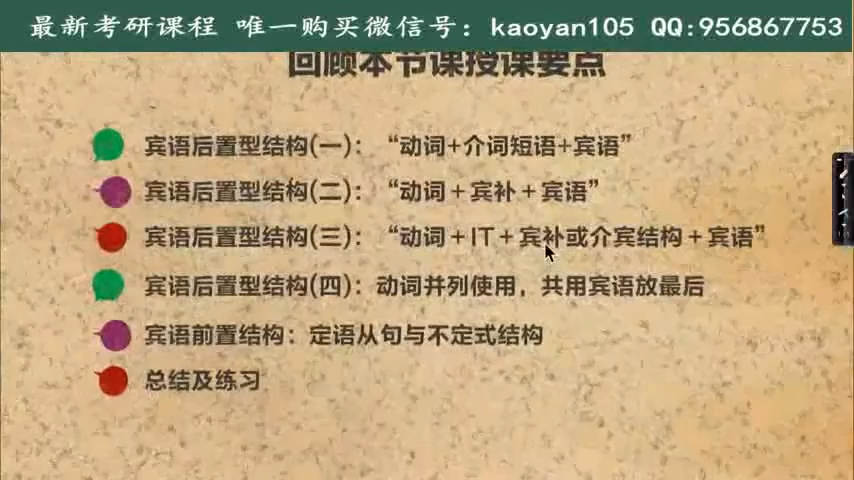 最新考研课程 唯一购买微信号：kaoyan105 QQ:956867753
回顾本节课授课要点
宾语后置型结构(一)：“动词+介词短语+宾语”
宾语后置型结构(二)：“动词＋宾补＋宾语”
宾语后置型结构(三)：“动词＋IT＋宾补或介宾结构＋宾语”
宾语后置型结构(四)：动词并列使用，共用宾语放最后
宾语前置结构：定语从句与不定式结构
总结及练习